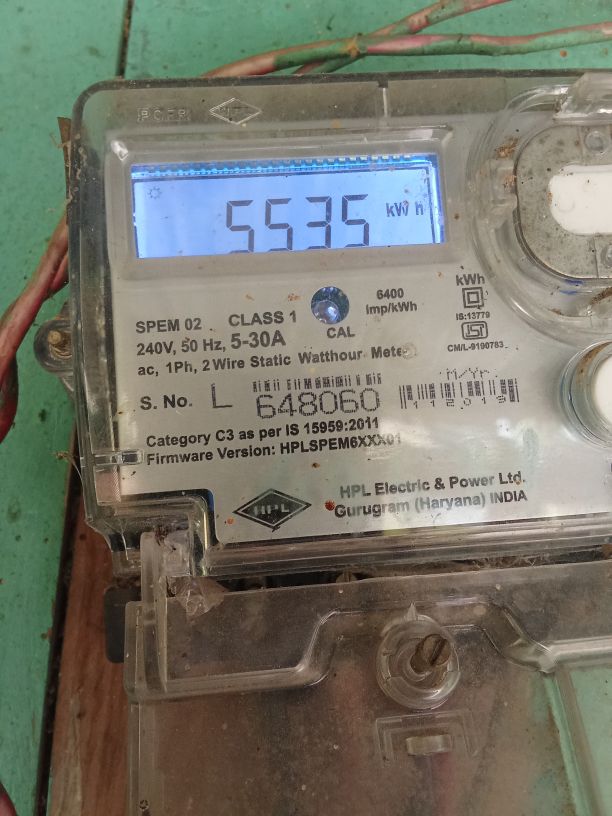 5535 kWh
6400
imp/kWh
kWh
IS:13779
CM/L-9190783
SPEM 02 CLASS 1
CAL
240V, 50 Hz, 5-30A
ac, 1Ph, 2 Wire Static Watthour Meter
M/Yr
S. No. L 648060 112019
Category C3 as per IS 15959:2011
Firmware Version: HPLSPEM6XXX01
HPL
HPL Electric & Power Ltd.
Gurugram (Haryana) INDIA